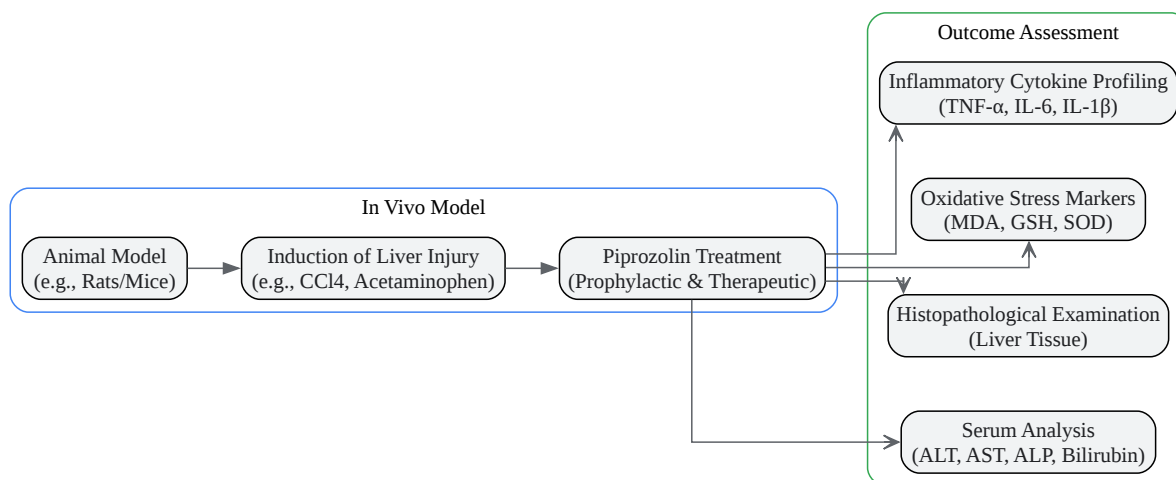 Outcome Assessment
Inflammatory Cytokine Profiling
(TNF-α, IL-6, IL-1β)
Oxidative Stress Markers
(MDA, GSH, SOD)
In Vivo Model
Animal Model
(e.g., Rats/Mice)
Induction of Liver Injury
(e.g., CCl4, Acetaminophen)
Piprozolin Treatment
(Prophylactic & Therapeutic)
Histopathological Examination
(Liver Tissue)
Serum Analysis
(ALT, AST, ALP, Bilirubin)